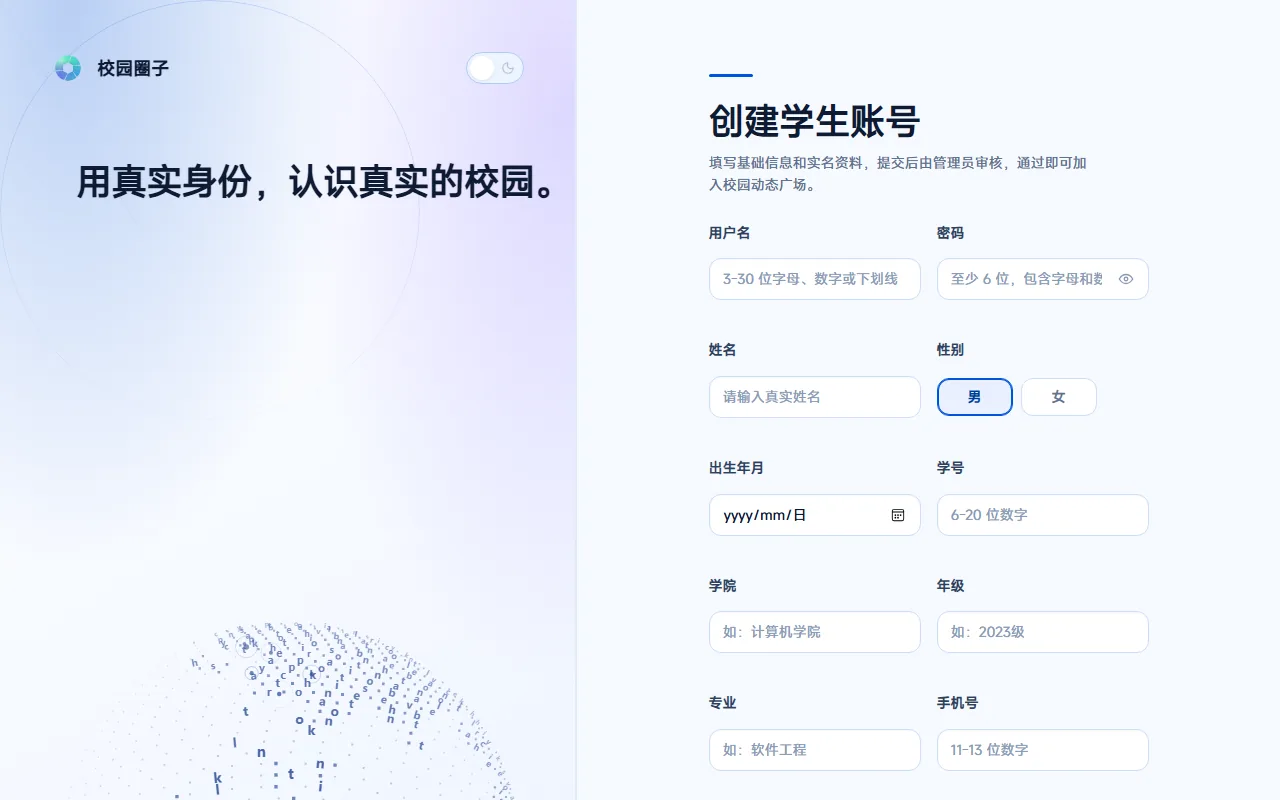 校园圈子
用真实身份，认识真实的校园。
创建学生账号
填写基础信息和实名资料，提交后由管理员审核，通过即可加
入校园动态广场。
用户名
密码
3-30 位字母、数字或下划线
至少 6 位，包含字母和数
姓名
性别
请输入真实姓名
男
女
出生年月
学号
yyyy/mm/日
6-20 位数字
学院
年级
如：计算机学院
如：2023级
专业
手机号
如：软件工程
11-13 位数字